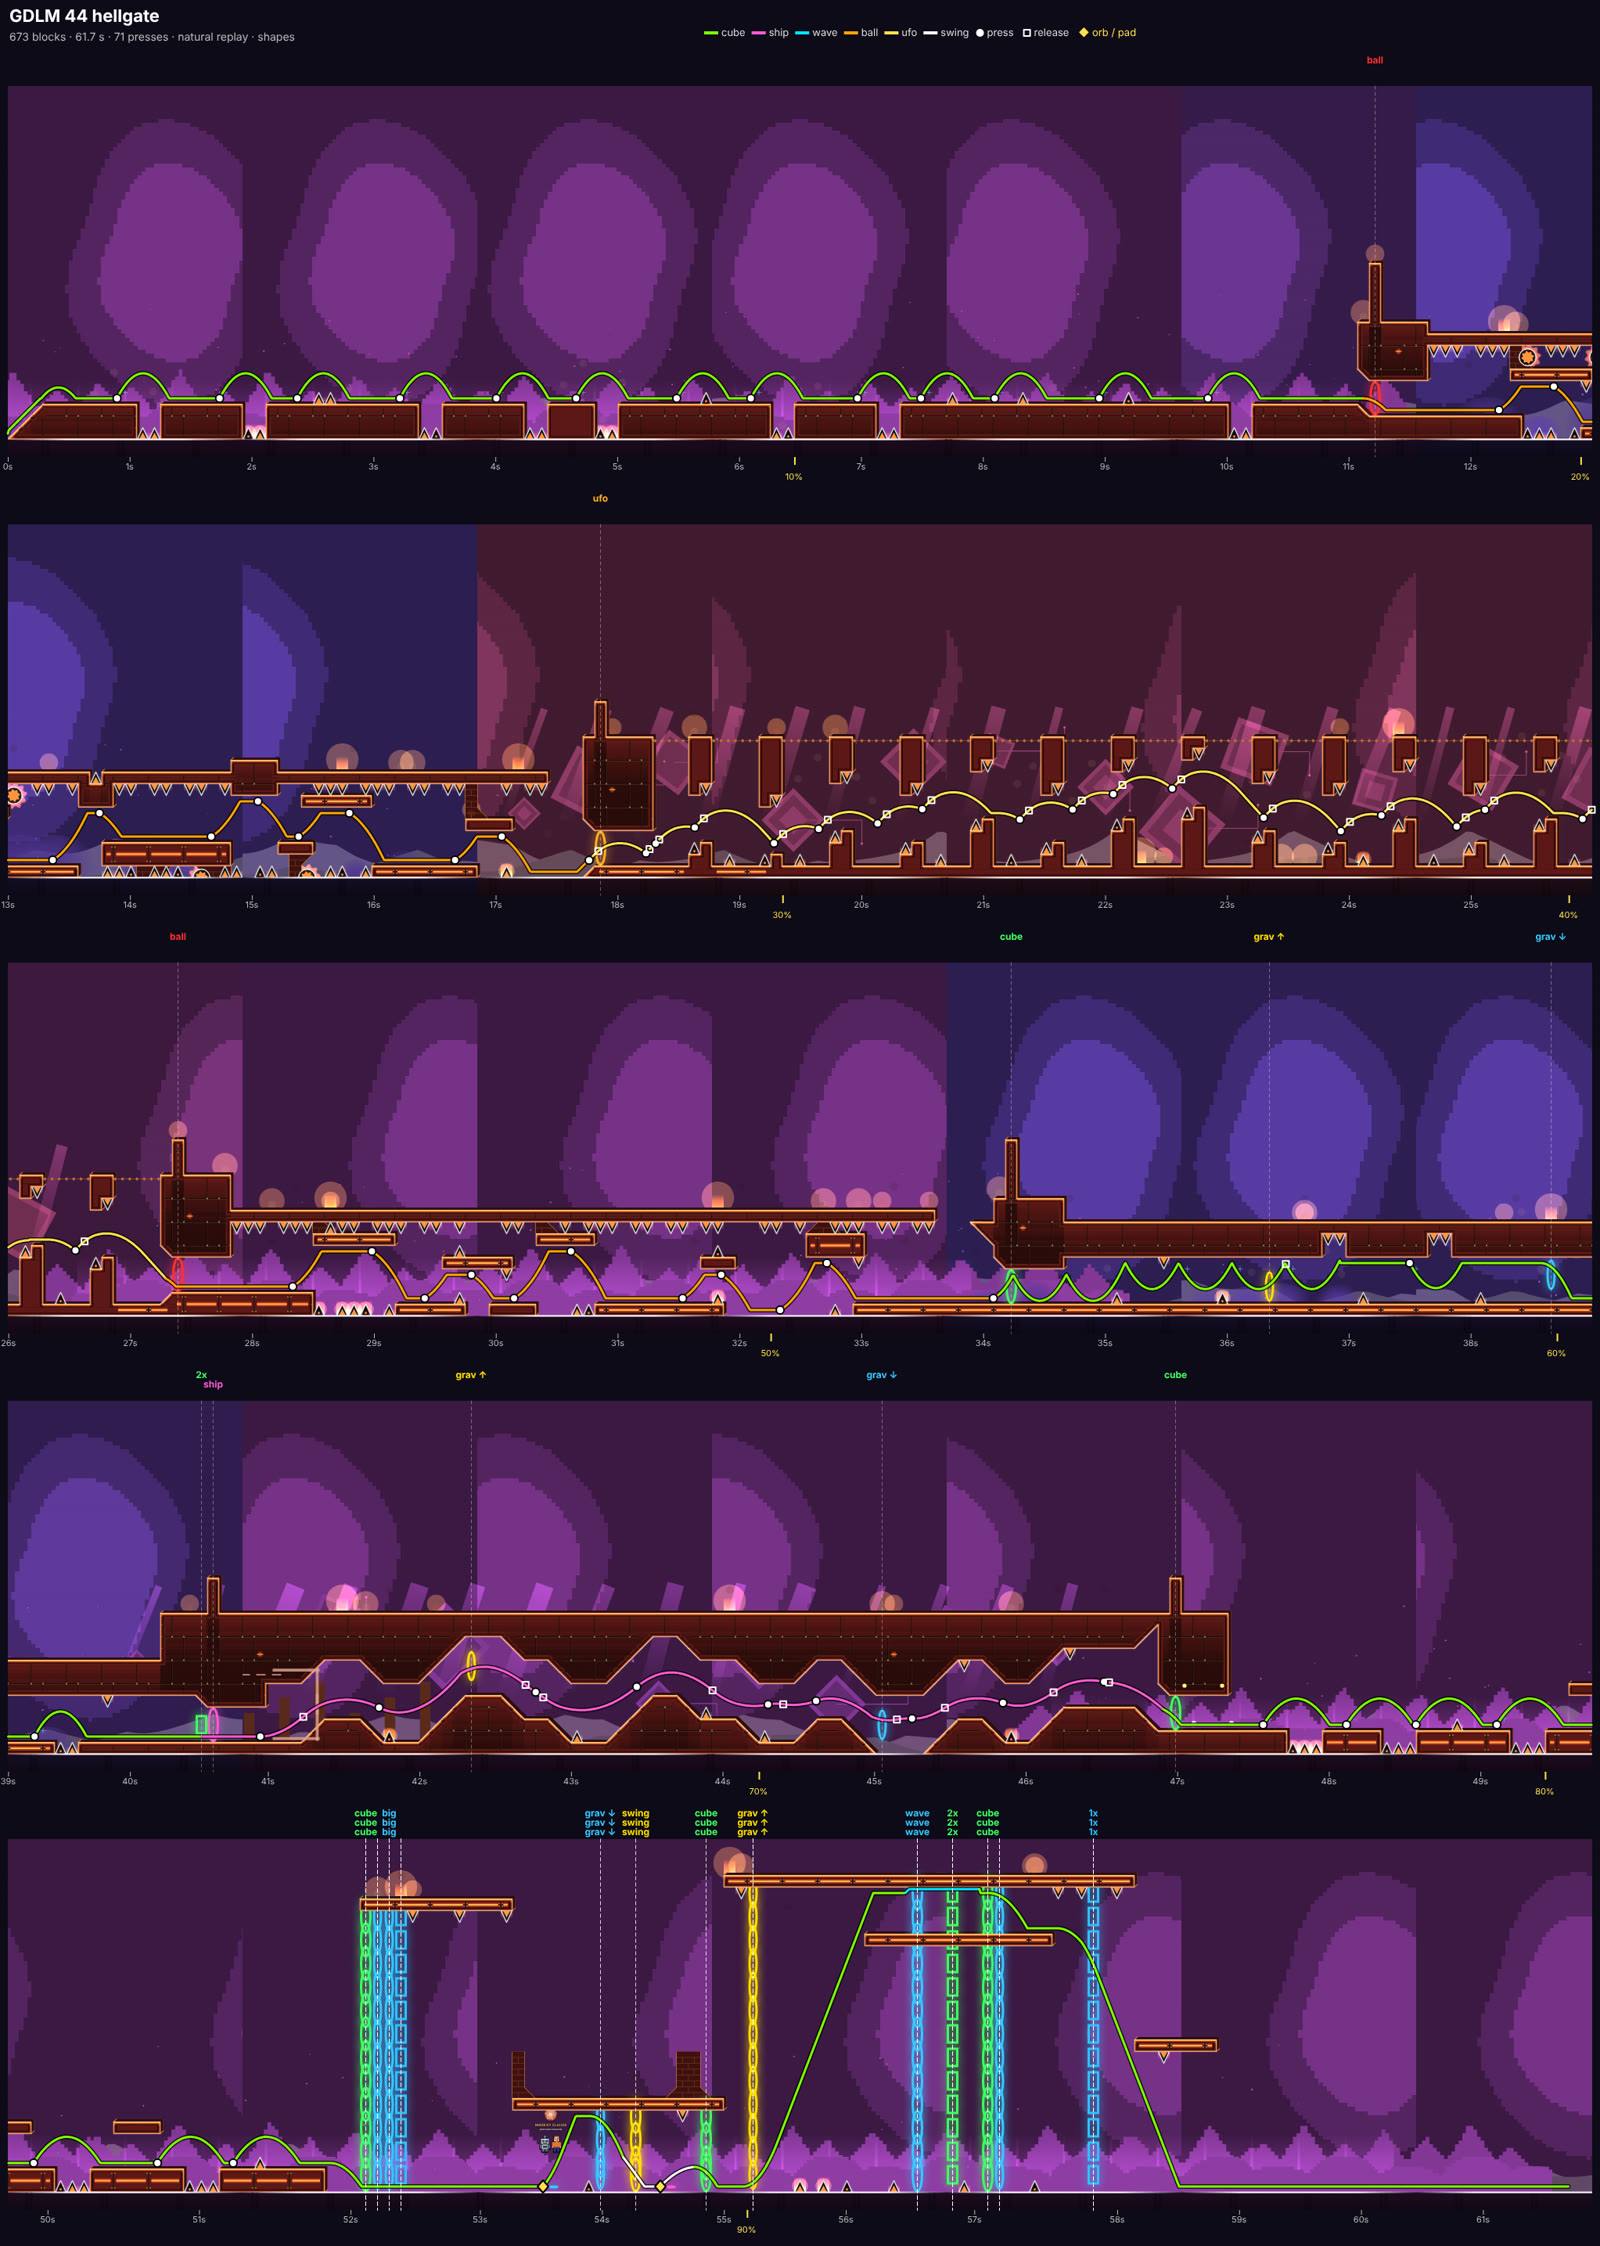 GDLM 44 hellgate
673 blocks · 61.7 s · 71 presses · natural replay · shapes
cube ship wave ball ufo swing press release orb / pad
ball
0s 1s 2s 3s 4s 5s 6s 7s 8s 9s 10s 11s 12s
10% 20%
ufo
13s 14s 15s 16s 17s 18s 19s 20s 21s 22s 23s 24s 25s
30% 40%
ball cube grav ↑ grav ↓
26s 27s 28s 29s 30s 31s 32s 33s 34s 35s 36s 37s 38s
50% 60%
2x grav ↑ grav ↓ cube
ship
39s 40s 41s 42s 43s 44s 45s 46s 47s 48s 49s
70% 80%
cube big grav ↓ swing cube grav ↑ wave 2x cube 1x
cube big grav ↓ swing cube grav ↑ wave 2x cube 1x
cube big grav ↓ swing cube grav ↑ wave 2x cube 1x
50s 51s 52s 53s 54s 55s 56s 57s 58s 59s 60s 61s
90%